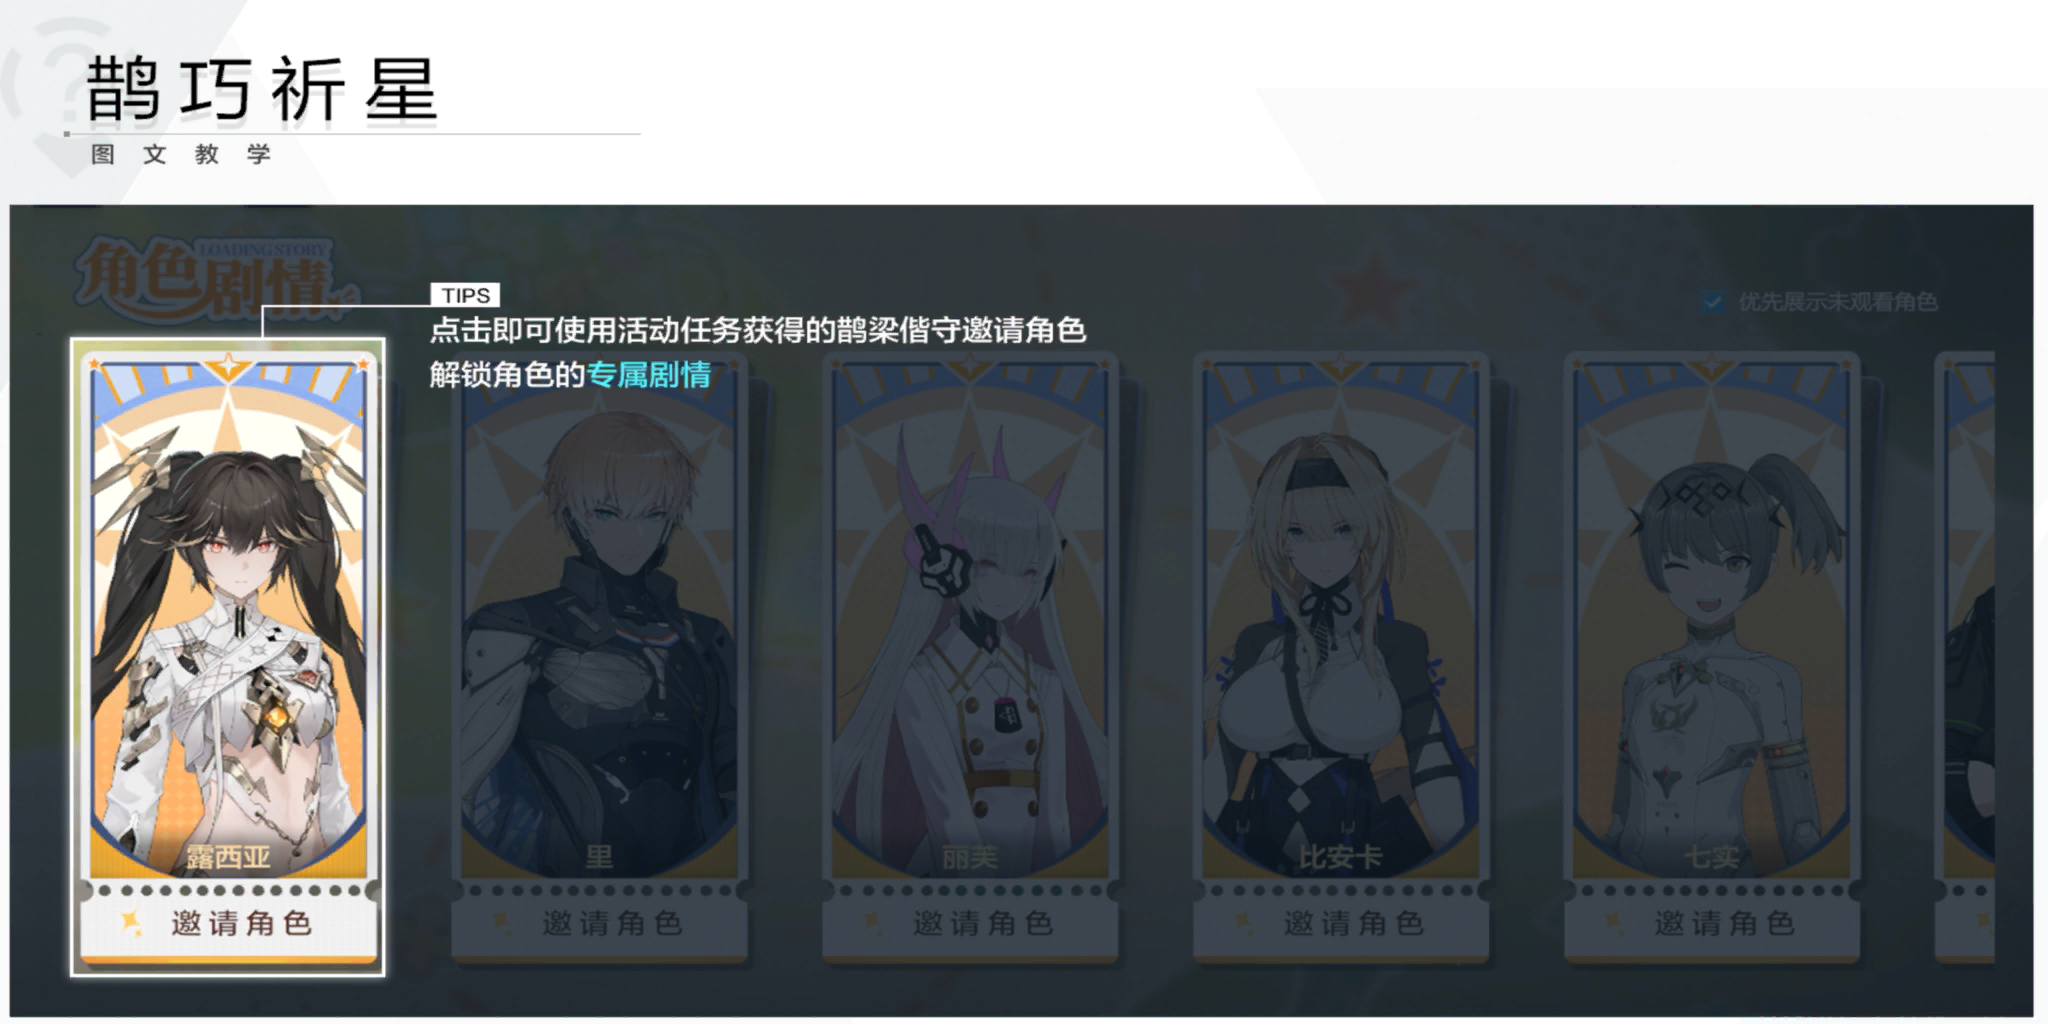 鹊巧祈星
图文教学
角色剧情
LOADING STORY
TIPS
点击即可使用活动任务获得的鹊梁偕守邀请角色
解锁角色的专属剧情
优先展示未观看角色
露西亚
邀请角色
里
邀请角色
丽芙
邀请角色
比安卡
邀请角色
七实
邀请角色